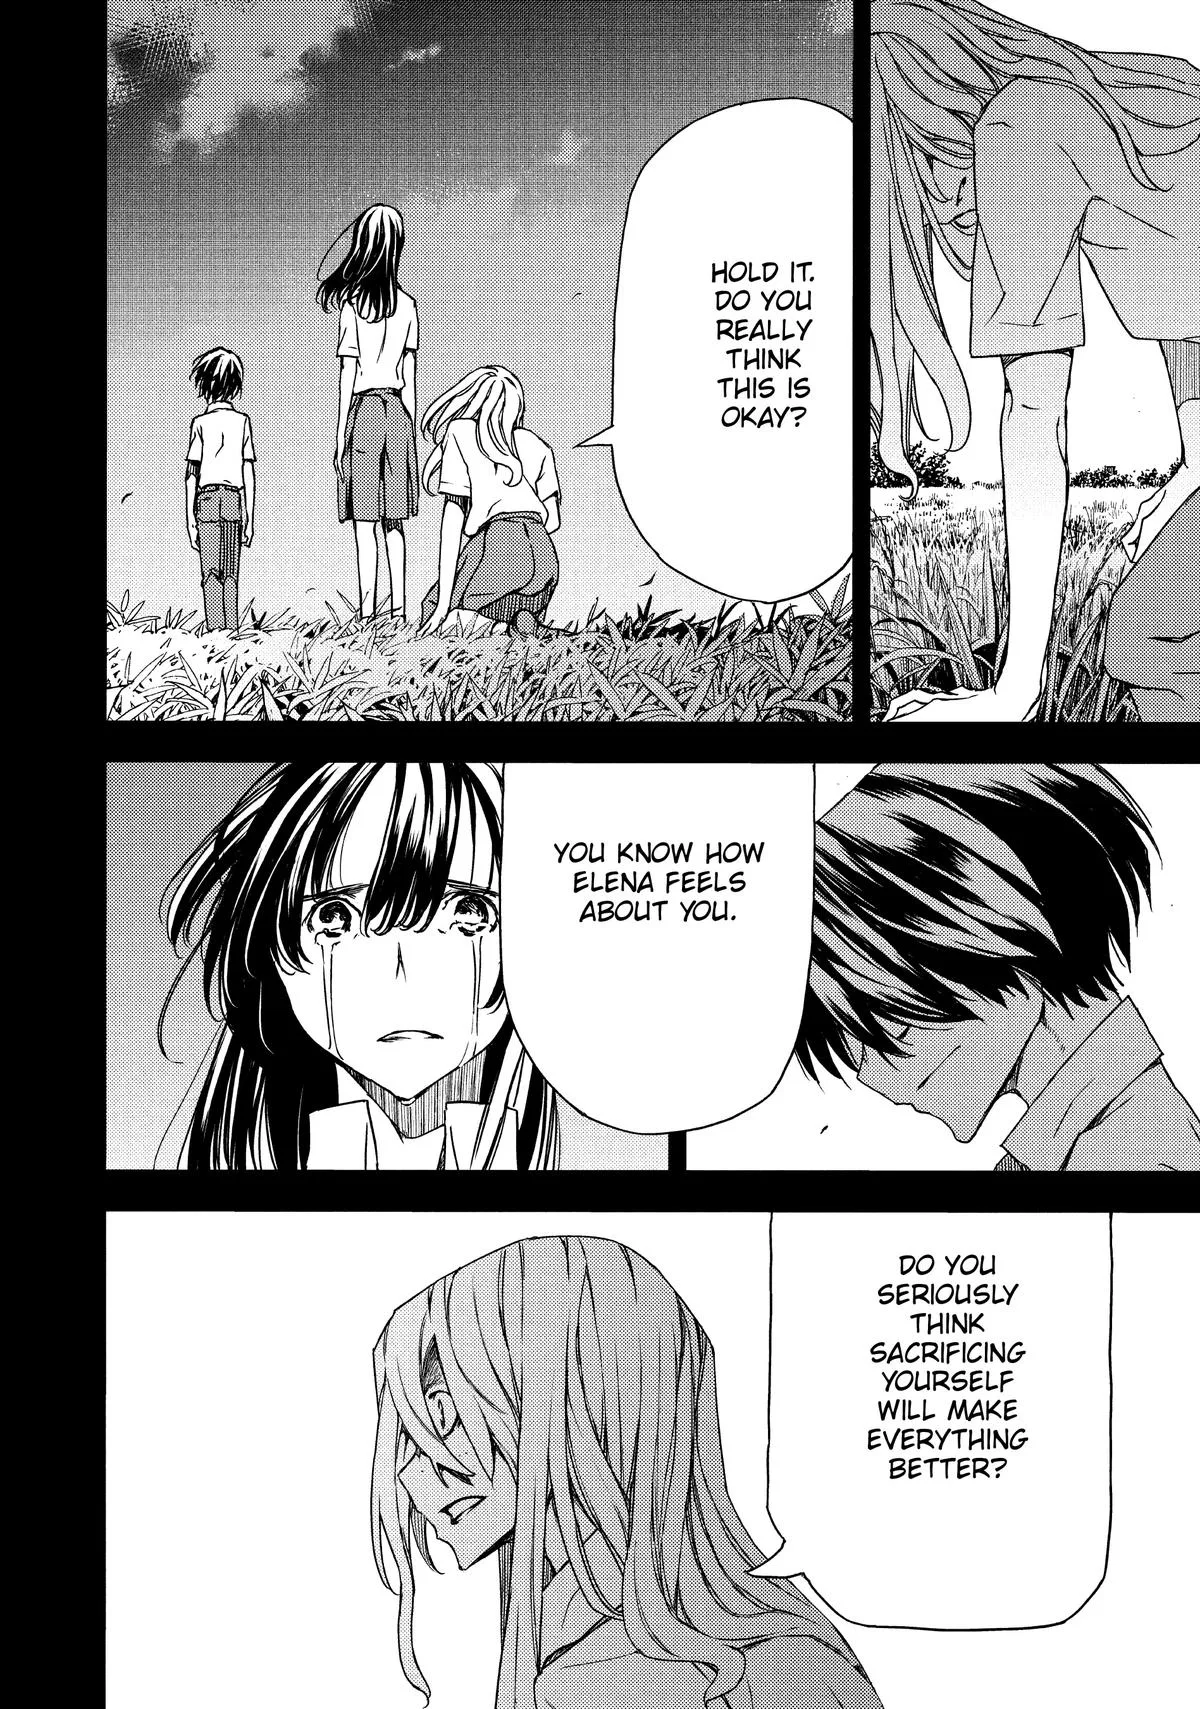 HOLD IT.
DO YOU
REALLY
THINK
THIS IS
OKAY?
YOU KNOW HOW
ELENA FEELS
ABOUT YOU.
DO YOU
SERIOUSLY
THINK
SACRIFICING
YOURSELF
WILL MAKE
EVERYTHING
BETTER?